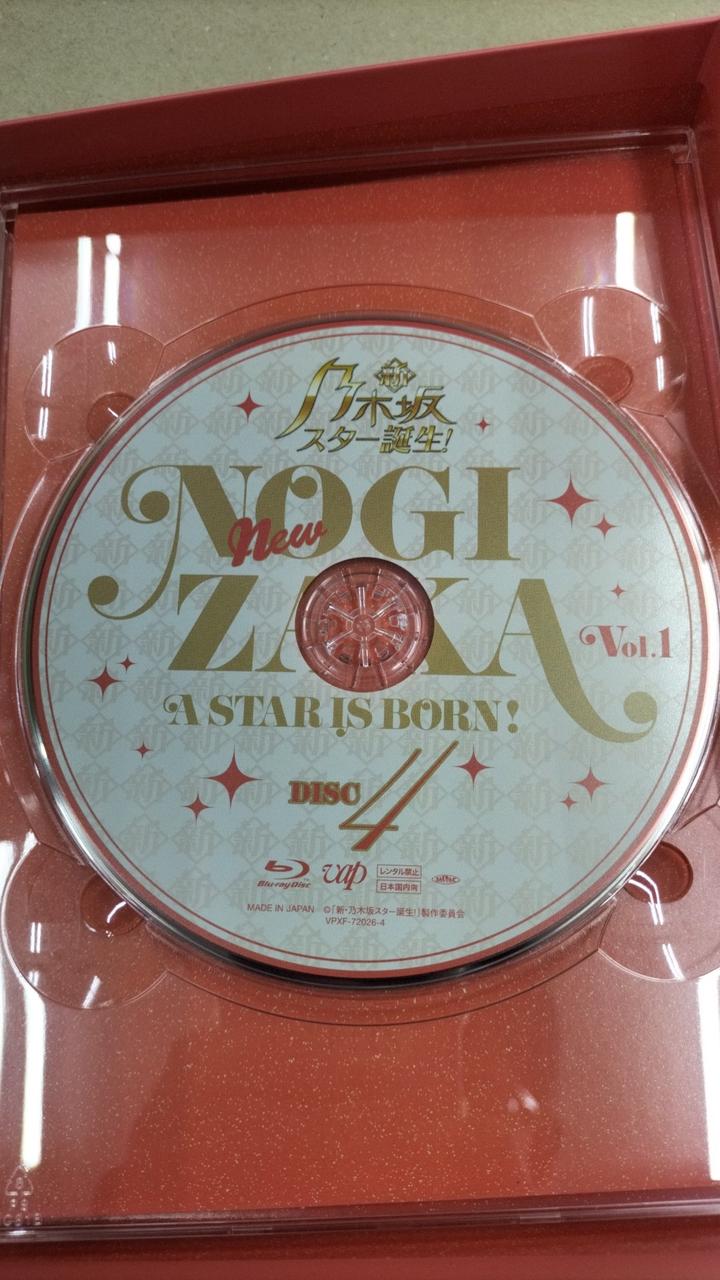 新
乃木坂
スター誕生!
NOGI
New
ZAKA
Vol.1
A STAR IS BORN!
DISC 4
Blu-ray Disc
vap
レンタル禁止
日本国内向
MADE IN JAPAN ©「新・乃木坂スター誕生!」製作委員会
VPXF-72026-4